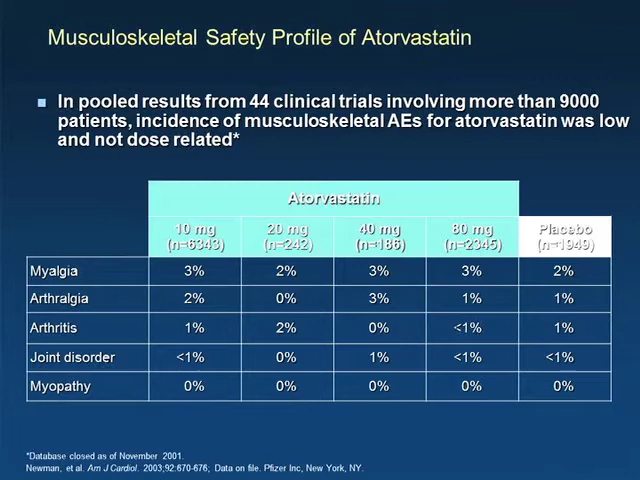 Musculoskeletal Safety Profile of Atorvastatin
In pooled results from 44 clinical trials involving more than 9000
patients, incidence of musculoskeletal AEs for atorvastatin was low
and not dose related*
Atorvastatin
10 mg 20 mg 40 mg 80 mg Placebo
(n=6343) (n=242) (n=186) (n=2345) (n=1949)
Myalgia 3% 2% 3% 3% 2%
Arthralgia 2% 0% 3% 1% 1%
Arthritis 1% 2% 0% <1% 1%
Joint disorder <1% 0% 1% <1% <1%
Myopathy 0% 0% 0% 0% 0%
*Database closed as of November 2001.
Newman, et al. Am J Cardiol. 2003;92:670-676; Data on file. Pfizer Inc, New York, NY.